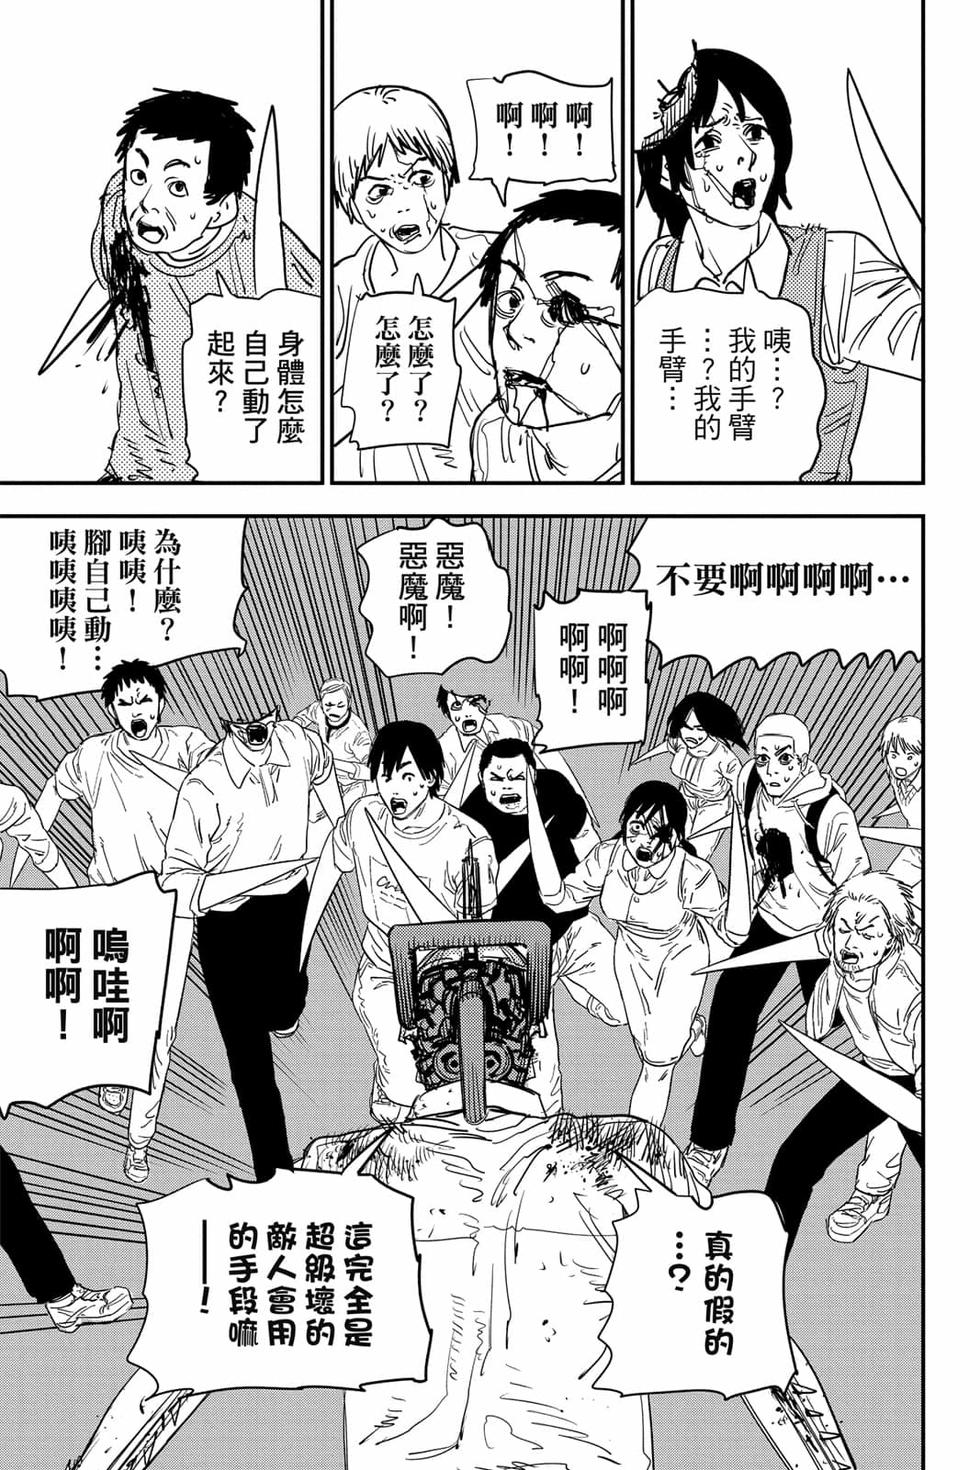 咦…？
我的手臂
…？我的
手臂…
啊！
啊！
啊！
怎麼了？
怎麼了？
身體怎麼
自己動了
起來？
不要啊啊啊啊…
啊啊啊
啊啊！
惡魔！
惡魔啊！
為什麼？
咦咦！
腳自己動…
咦咦咦咦！
嗚哇啊
啊啊！
真的假的
…？
這完全是
超級壞的
敵人會用
的手段嘛
——！